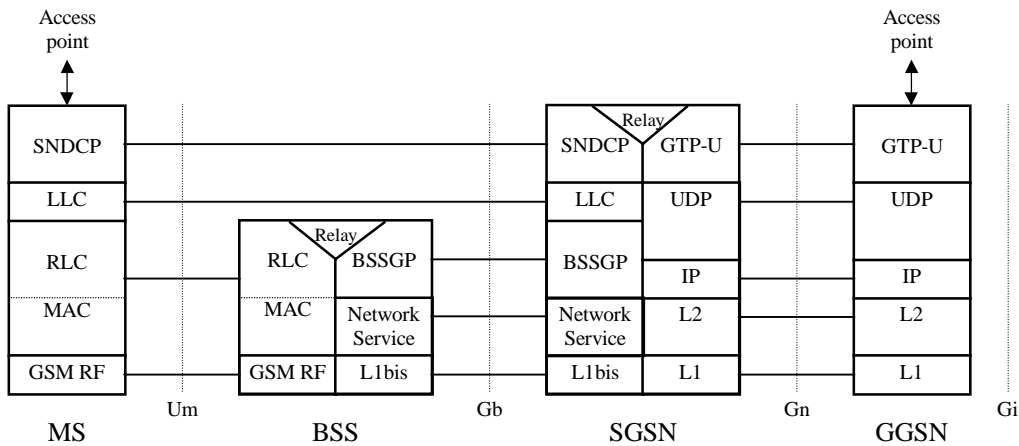 Access
point
Access
point
Relay
SNDCP
SNDCP
GTP-U
GTP-U
LLC
LLC
UDP
UDP
Relay
RLC
RLC
BSSGP
BSSGP
IP
IP
MAC
MAC
Network
Service
Network
Service
L2
L2
GSM RF
GSM RF
L1bis
L1bis
L1
L1
Um
Gb
Gn
Gi
MS
BSS
SGSN
GGSN